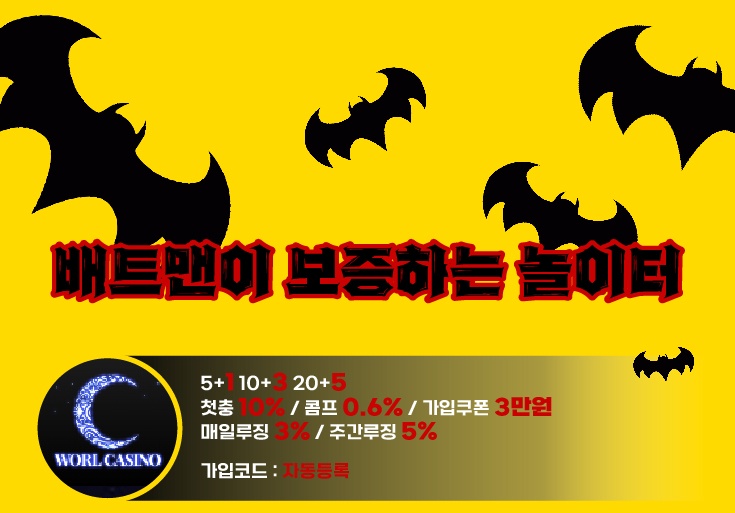 배트맨이 보증하는 놀이터
5+1 10+3 20+5
첫충 10% / 콤프 0.6% / 가입쿠폰 3만원
매일루징 3% / 주간루징 5%
WORL CASINO
가입코드 : 자동등록